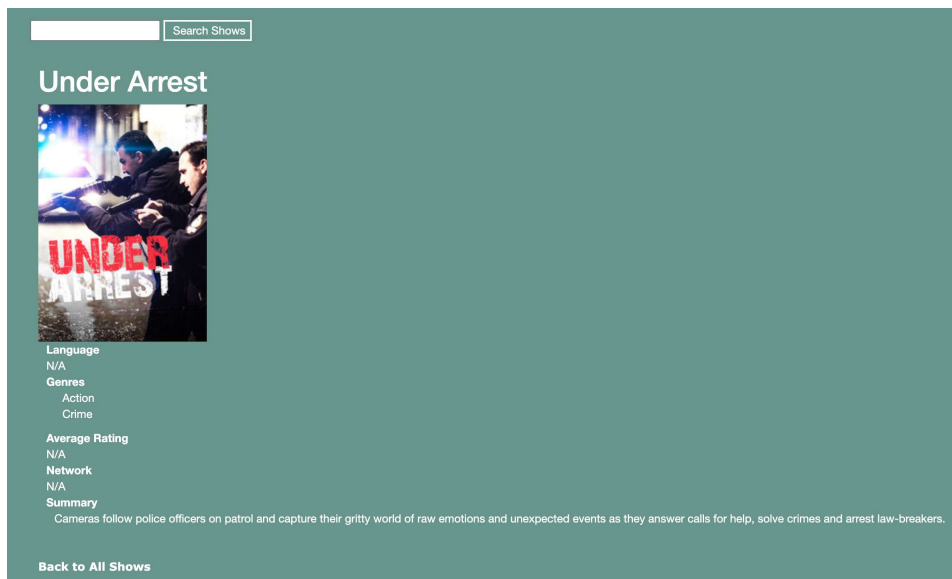 Search Shows
Under Arrest
UNDER
ARREST
Language
N/A
Genres
Action
Crime
Average Rating
N/A
Network
N/A
Summary
Cameras follow police officers on patrol and capture their gritty world of raw emotions and unexpected events as they answer calls for help, solve crimes and arrest law-breakers.
Back to All Shows